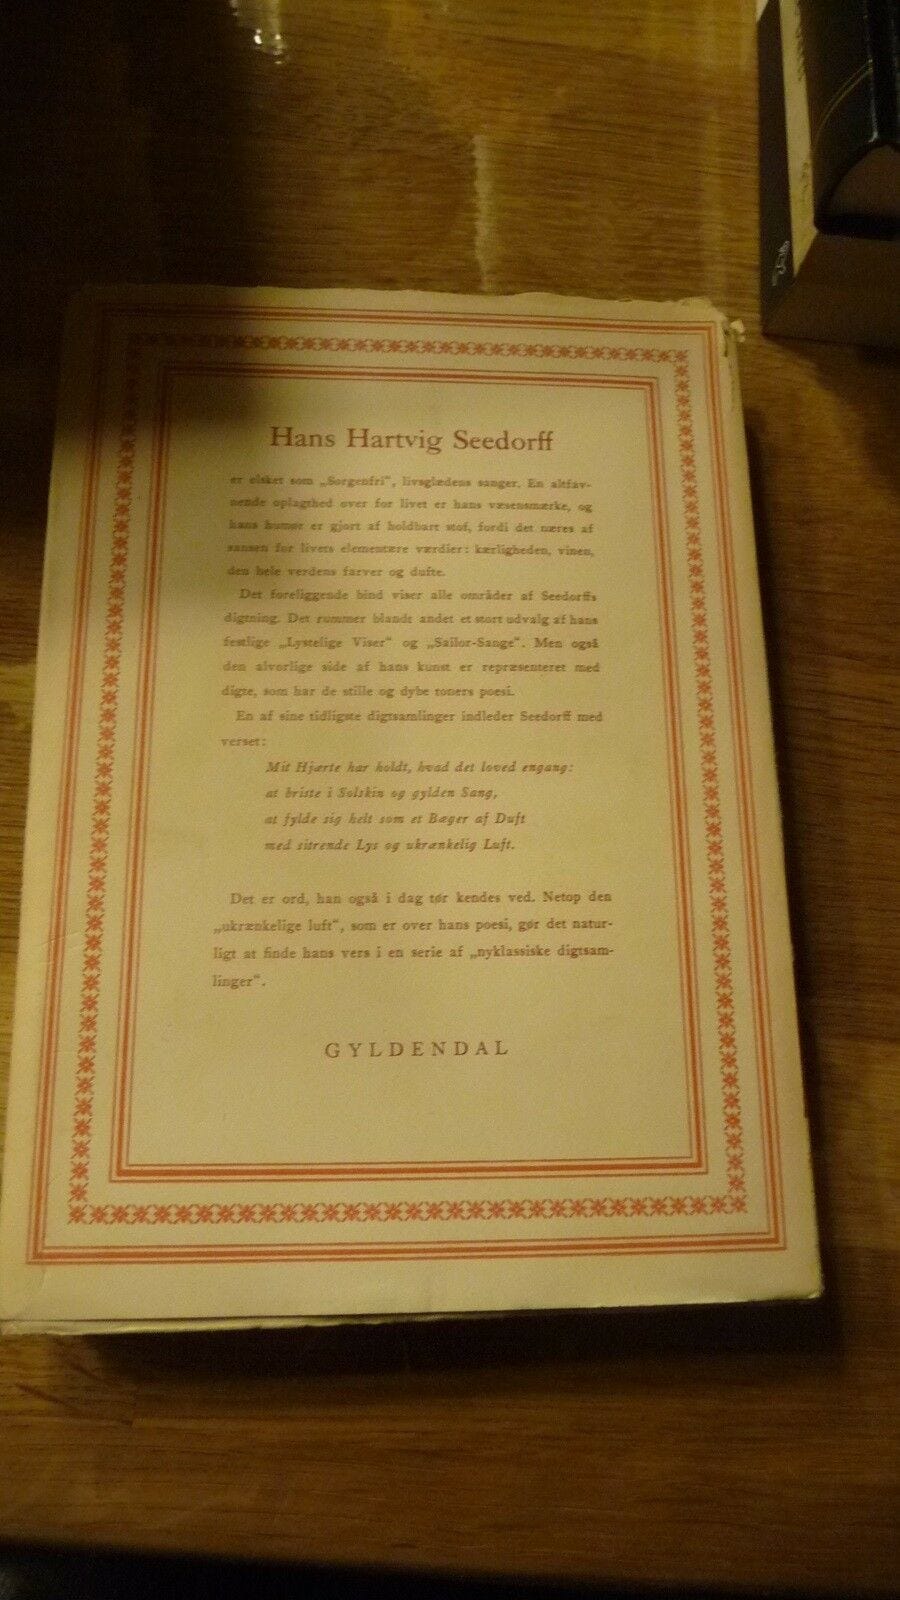 Hans Hartvig Seedorff
er elsket som „Sorgenfri“, livsglædens sanger. En altfav-
nende oplagthed over for livet er hans væsensmærke, og
hans humør er gjort af holdbart stof, fordi det næres af
sansen for livets elementære værdier: kærligheden, vinen,
den hele verdens farver og dufte.
Det foreliggende bind viser alle områder af Seedorffs
digtning. Det rummer blandt andet et stort udvalg af hans
festlige „Lystelige Viser“ og „Sailor-Sange“. Men også
den alvorlige side af hans kunst er repræsenteret med
digte, som har de stille og dybe toners poesi.
En af sine tidligste digtsamlinger indleder Seedorff med
verset:
Mit Hjærte har holdt, hvad det loved engang:
at briste i Solskin og gylden Sang,
at fylde sig helt som et Bæger af Duft
med sitrende Lys og ukrænkelig Luft.
Det er ord, han også i dag tør kendes ved. Netop den
„ukrænkelige luft“, som er over hans poesi, gør det natur-
ligt at finde hans vers i en serie af „nyklassiske digtsam-
linger“.
GYLDENDAL